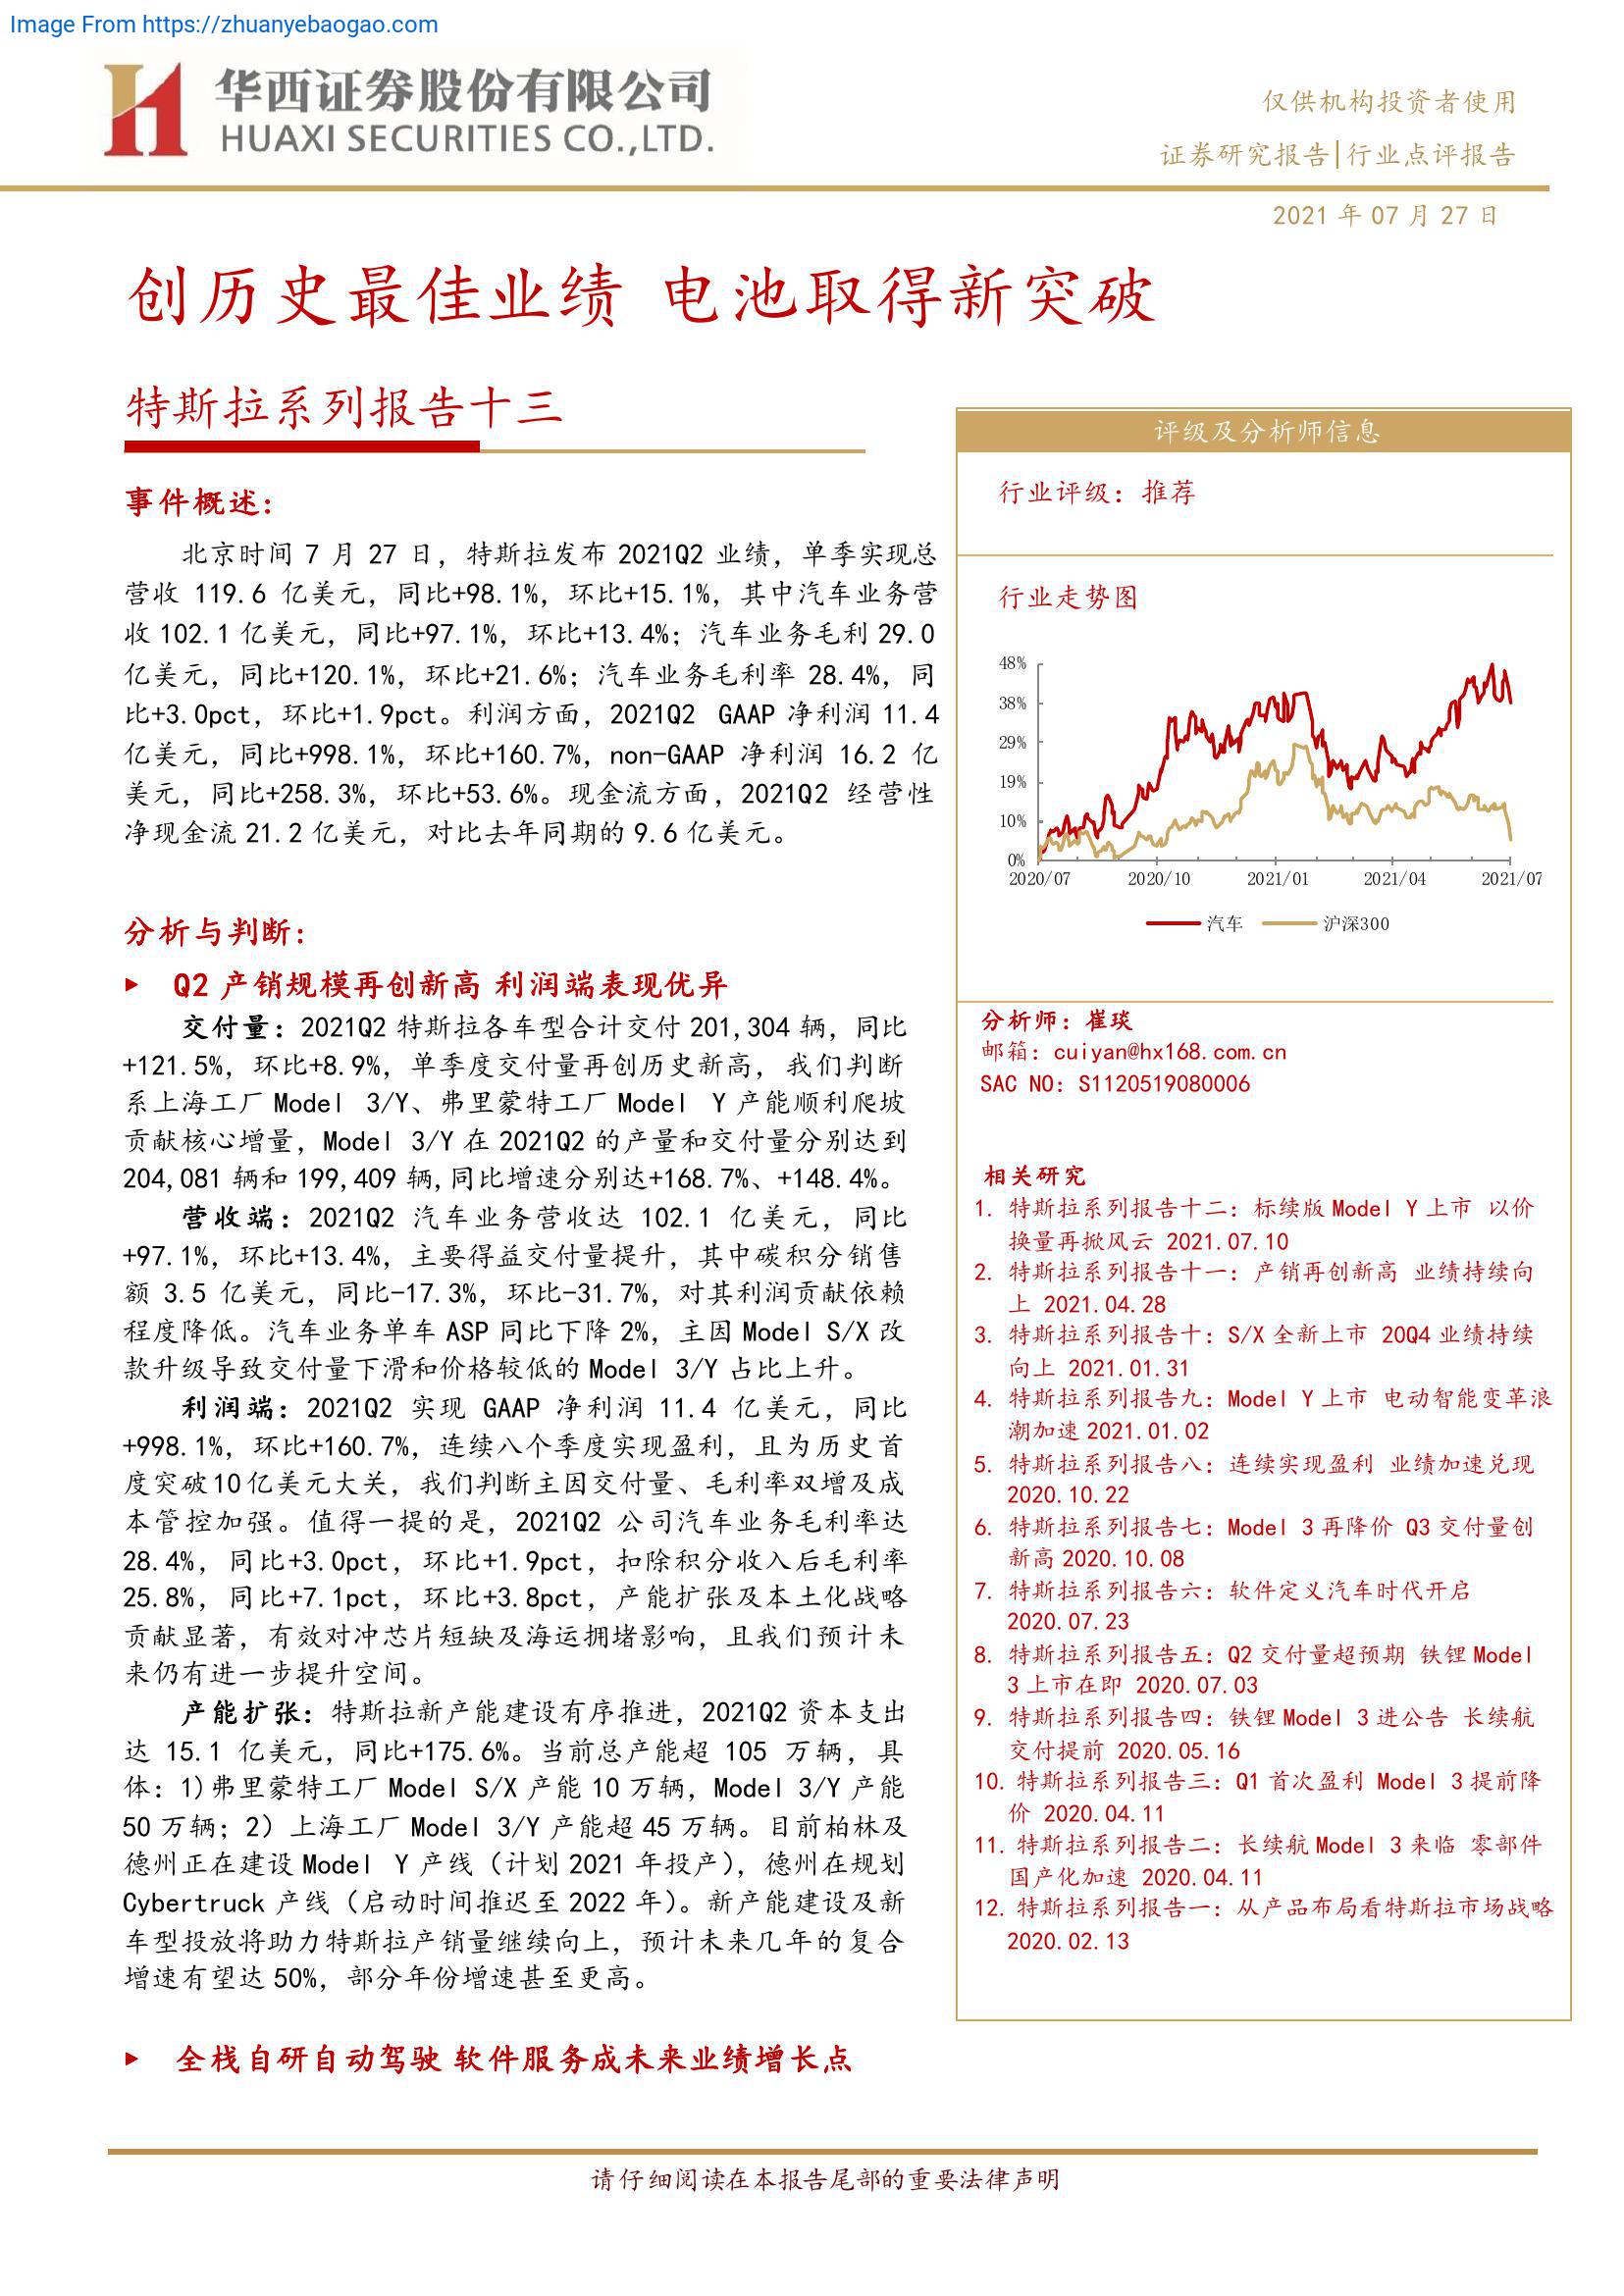 Image From https://zhuanyebaogao.com
华西证券股份有限公司
HUAXI SECURITIES CO.,LTD.
仅供机构投资者使用
证券研究报告|行业点评报告
2021 年 07 月 27 日
创历史最佳业绩 电池取得新突破
特斯拉系列报告十三
事件概述：
北京时间 7 月 27 日，特斯拉发布 2021Q2 业绩，单季实现总
营收 119.6 亿美元，同比+98.1%，环比+15.1%，其中汽车业务营
收 102.1 亿美元，同比+97.1%，环比+13.4%；汽车业务毛利 29.0
亿美元，同比+120.1%，环比+21.6%；汽车业务毛利率 28.4%，同
比+3.0pct，环比+1.9pct。利润方面，2021Q2 GAAP 净利润 11.4
亿美元，同比+998.1%，环比+160.7%，non-GAAP 净利润 16.2 亿
美元，同比+258.3%，环比+53.6%。现金流方面，2021Q2 经营性
净现金流 21.2 亿美元，对比去年同期的 9.6 亿美元。
分析与判断：
▶ Q2 产销规模再创新高 利润端表现优异
交付量：2021Q2 特斯拉各车型合计交付 201,304 辆，同比
+121.5%，环比+8.9%，单季度交付量再创历史新高，我们判断
系上海工厂 Model 3/Y、弗里蒙特工厂 Model Y 产能顺利爬坡
贡献核心增量，Model 3/Y 在 2021Q2 的产量和交付量分别达到
204,081 辆和 199,409 辆,同比增速分别达+168.7%、+148.4%。
营收端：2021Q2 汽车业务营收达 102.1 亿美元，同比
+97.1%，环比+13.4%，主要得益交付量提升，其中碳积分销售
额 3.5 亿美元，同比-17.3%，环比-31.7%，对其利润贡献依赖
程度降低。汽车业务单车 ASP 同比下降 2%，主因 Model S/X 改
款升级导致交付量下滑和价格较低的 Model 3/Y 占比上升。
利润端：2021Q2 实现 GAAP 净利润 11.4 亿美元，同比
+998.1%，环比+160.7%，连续八个季度实现盈利，且为历史首
度突破10亿美元大关，我们判断主因交付量、毛利率双增及成
本管控加强。值得一提的是，2021Q2 公司汽车业务毛利率达
28.4%，同比+3.0pct，环比+1.9pct，扣除积分收入后毛利率
25.8%，同比+7.1pct，环比+3.8pct，产能扩张及本土化战略
贡献显著，有效对冲芯片短缺及海运拥堵影响，且我们预计未
来仍有进一步提升空间。
产能扩张：特斯拉新产能建设有序推进，2021Q2 资本支出
达 15.1 亿美元，同比+175.6%。当前总产能超 105 万辆，具
体：1)弗里蒙特工厂 Model S/X 产能 10 万辆，Model 3/Y 产能
50 万辆；2）上海工厂 Model 3/Y 产能超 45 万辆。目前柏林及
德州正在建设 Model Y 产线（计划 2021 年投产），德州在规划
Cybertruck 产线（启动时间推迟至 2022 年）。新产能建设及新
车型投放将助力特斯拉产销量继续向上，预计未来几年的复合
增速有望达 50%，部分年份增速甚至更高。
▶ 全栈自研自动驾驶 软件服务成未来业绩增长点
评级及分析师信息
行业评级：推荐
行业走势图
48%
38%
29%
19%
10%
0%
2020/07 2020/10 2021/01 2021/04 2021/07
汽车 沪深300
分析师：崔琰
邮箱：cuiyan@hx168.com.cn
SAC NO：S1120519080006
相关研究
1. 特斯拉系列报告十二：标续版 Model Y 上市 以价
换量再掀风云 2021.07.10
2. 特斯拉系列报告十一：产销再创新高 业绩持续向
上 2021.04.28
3. 特斯拉系列报告十：S/X 全新上市 20Q4 业绩持续
向上 2021.01.31
4. 特斯拉系列报告九：Model Y 上市 电动智能变革浪
潮加速 2021.01.02
5. 特斯拉系列报告八：连续实现盈利 业绩加速兑现
2020.10.22
6. 特斯拉系列报告七：Model 3 再降价 Q3 交付量创
新高 2020.10.08
7. 特斯拉系列报告六：软件定义汽车时代开启
2020.07.23
8. 特斯拉系列报告五：Q2 交付量超预期 铁锂 Model
3 上市在即 2020.07.03
9. 特斯拉系列报告四：铁锂 Model 3 进公告 长续航
交付提前 2020.05.16
10. 特斯拉系列报告三：Q1 首次盈利 Model 3 提前降
价 2020.04.11
11. 特斯拉系列报告二：长续航 Model 3 来临 零部件
国产化加速 2020.04.11
12. 特斯拉系列报告一：从产品布局看特斯拉市场战略
2020.02.13
请仔细阅读在本报告尾部的重要法律声明